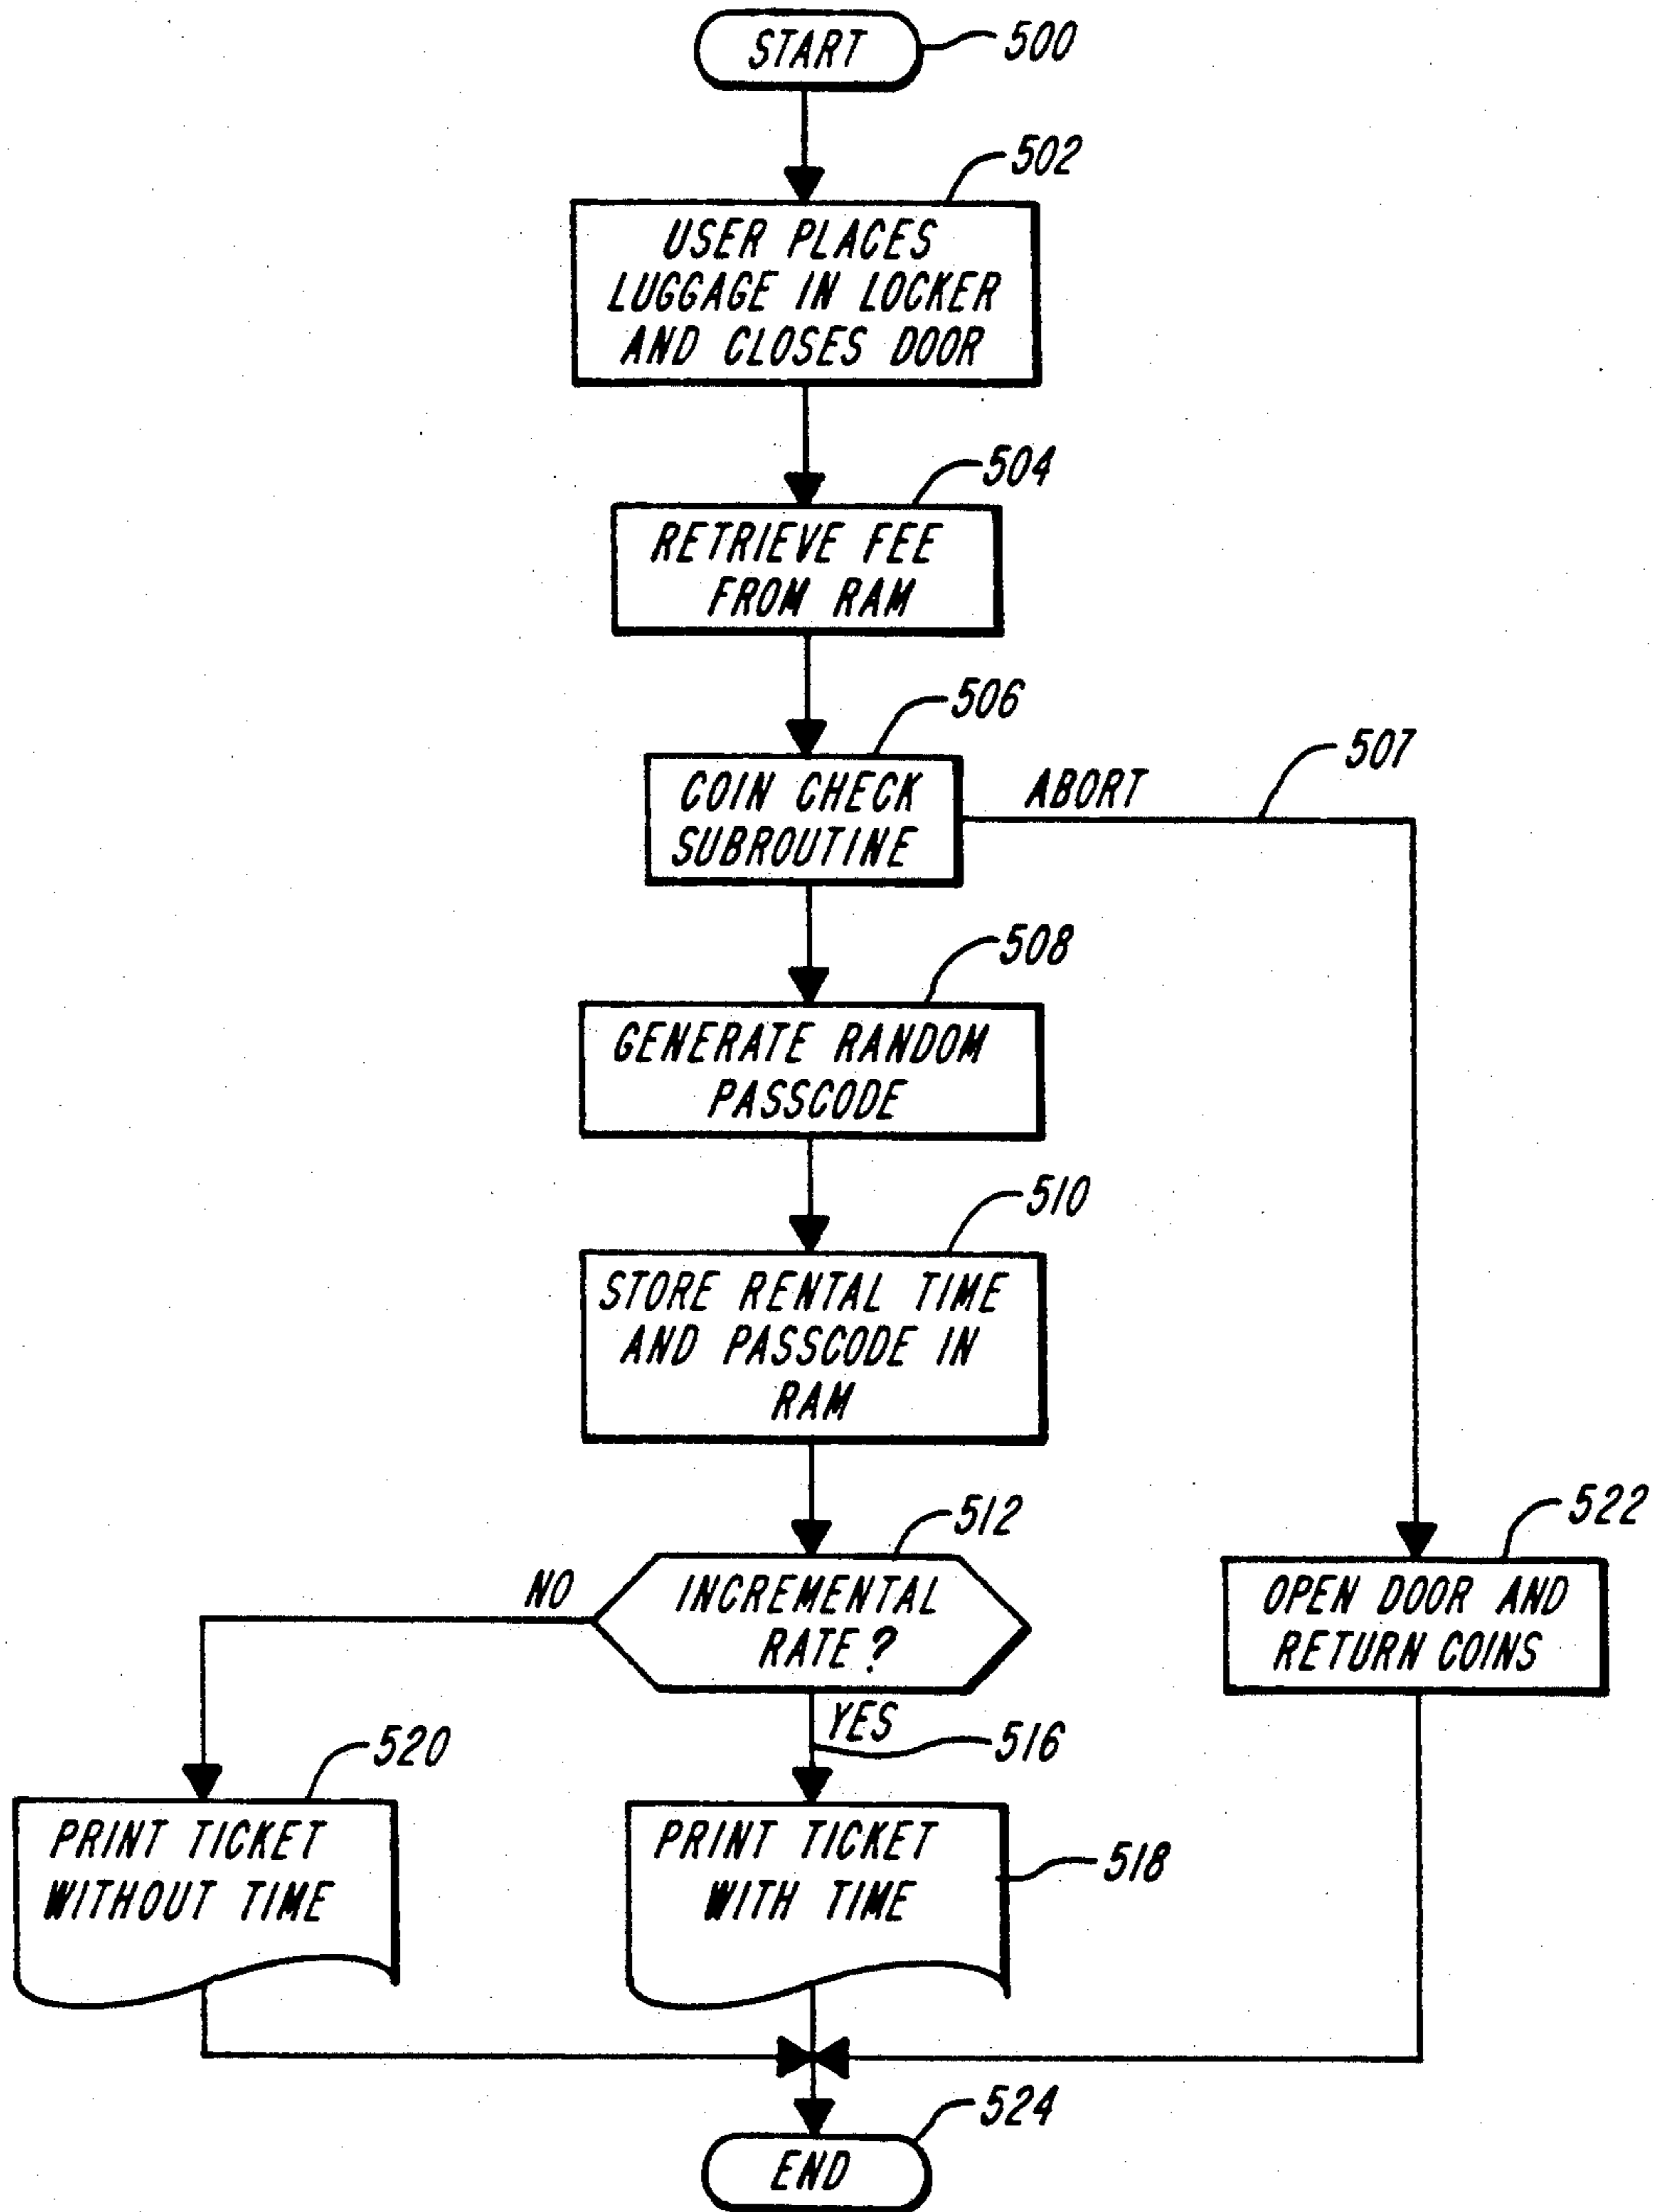 START
500
502
USER PLACES
LUGGAGE IN LOCKER
AND CLOSES DOOR
504
RETRIEVE FEE
FROM RAM
506
507
COIN CHECK
SUBROUTINE
ABORT
508
GENERATE RANDOM
PASSCODE
510
STORE RENTAL TIME
AND PASSCODE IN
RAM
512
522
NO
INCREMENTAL
RATE?
OPEN DOOR AND
RETURN COINS
YES
516
520
PRINT TICKET
WITHOUT TIME
PRINT TICKET
WITH TIME
518
524
END